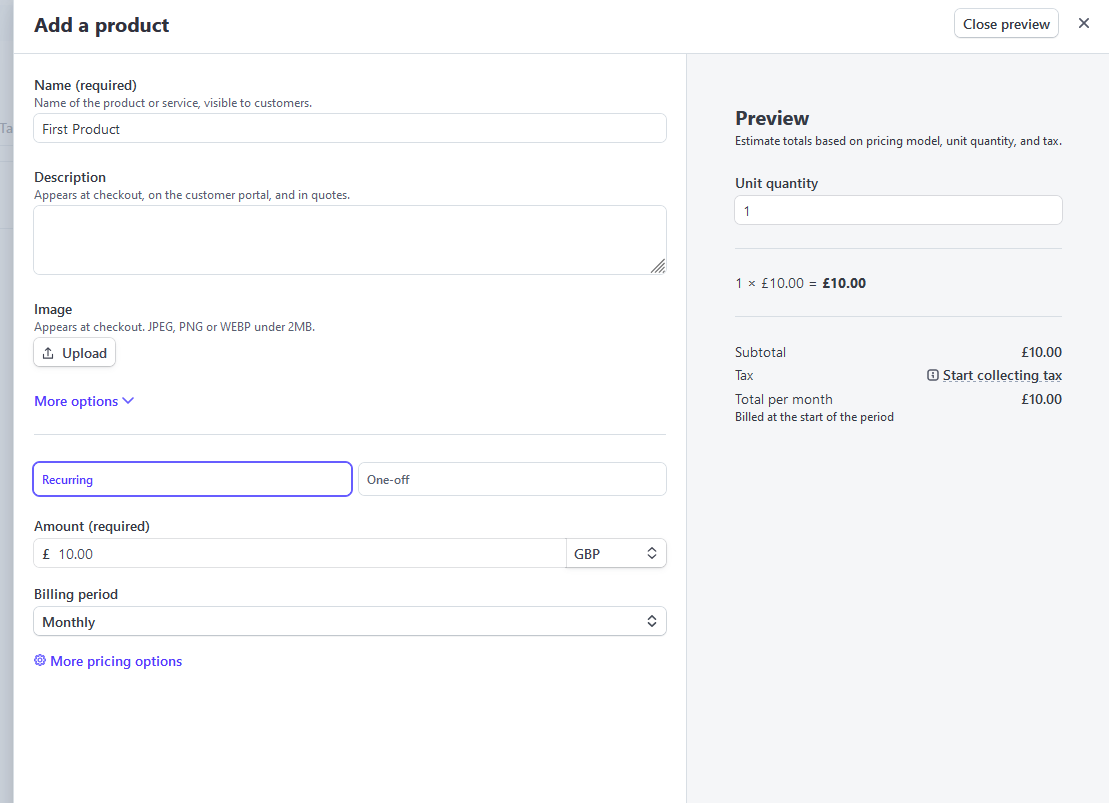 Add a product
Close preview
Name (required)
Name of the product or service, visible to customers.
First Product
Description
Appears at checkout, on the customer portal, and in quotes.
Image
Appears at checkout. JPEG, PNG or WEBP under 2MB.
Upload
More options
Recurring
One-off
Amount (required)
£ 10.00
GBP
Billing period
Monthly
More pricing options
Preview
Estimate totals based on pricing model, unit quantity, and tax.
Unit quantity
1
1 × £10.00 = £10.00
Subtotal £10.00
Tax Start collecting tax
Total per month £10.00
Billed at the start of the period